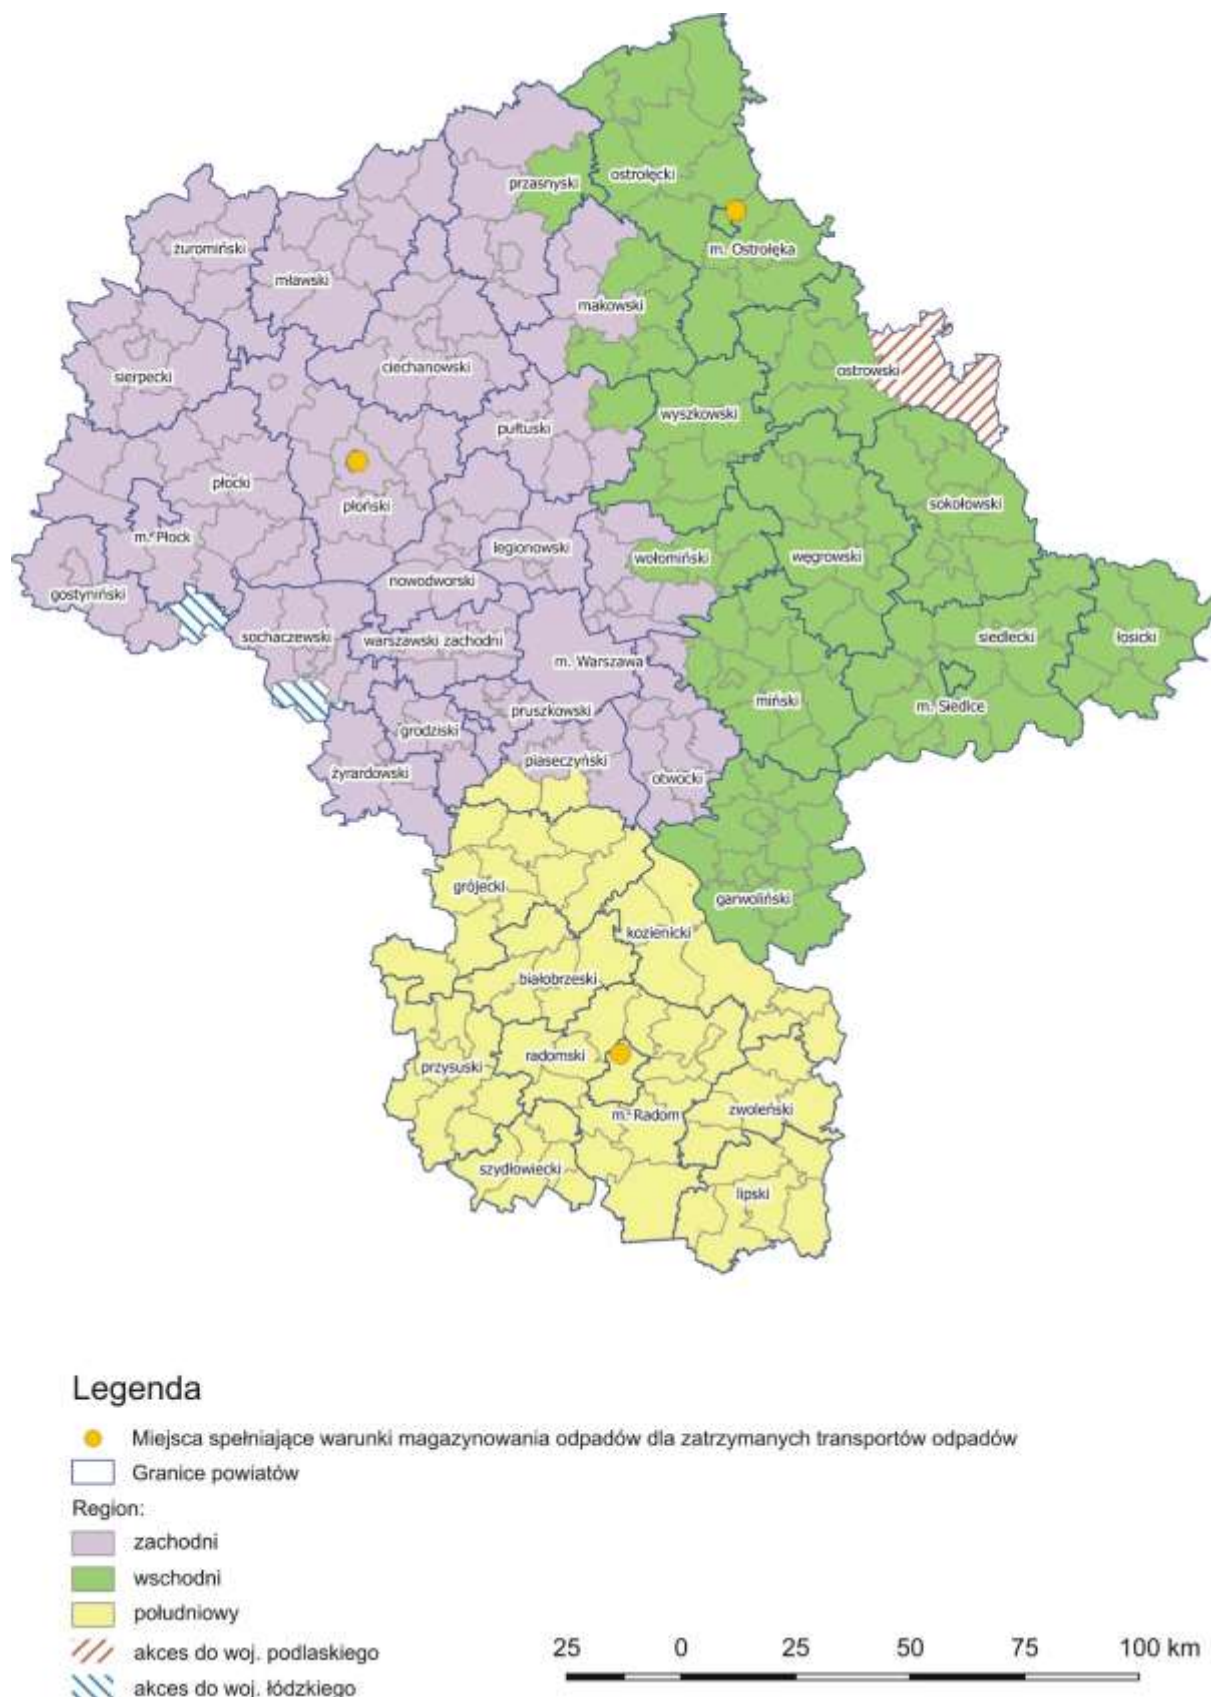 ostrołęcki
przasnyski
m. Ostrołęka
żuromiński
mławski
makowski
ciechanowski
ostrowski
sierpecki
wyszkowski
pułtuski
płocki
sokołowski
płoński
m. Płock
legionowski
wołomiński
węgrowski
nowodworski
gostyniński
sochaczewski
warszawski zachodni
siedlecki
łosicki
m. Warszawa
miński
m. Siedlce
pruszkowski
grodziski
piaseczyński
żyrardowski
otwocki
grójecki
garwoliński
kozienicki
białobrzeski
radomski
przysuski
zwoleński
m. Radom
szydłowiecki
lipski
Legenda
Miejsca spełniające warunki magazynowania odpadów dla zatrzymanych transportów odpadów
Granice powiatów
Region:
zachodni
wschodni
południowy
akces do woj. podlaskiego
akces do woj. łódzkiego
25 0 25 50 75 100 km